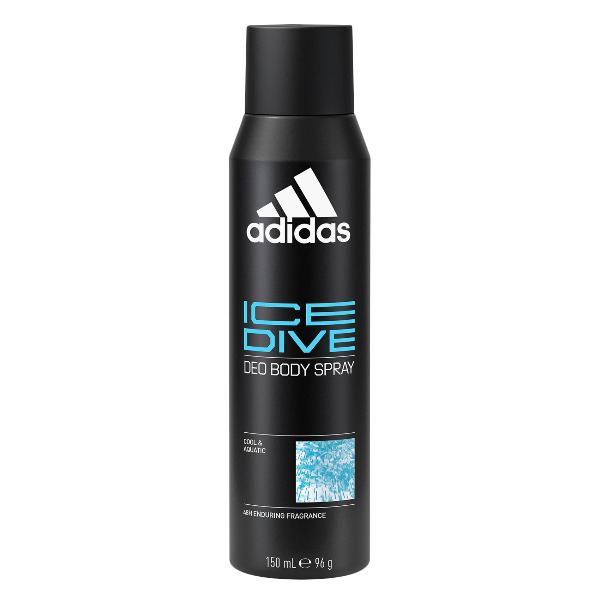 adidas
ICE
DIVE
DEO BODY SPRAY
COOL &
AQUATIC
48H ENDURING FRAGRANCE
150 mL ℮ 96 g